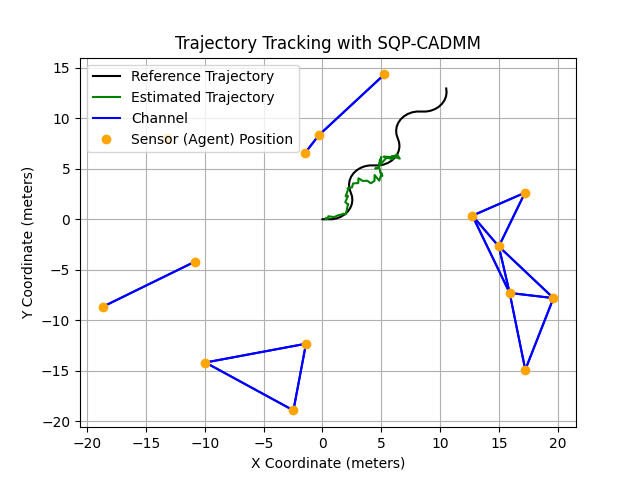 Trajectory Tracking with SQP-CADMM
Reference Trajectory
Estimated Trajectory
Channel
Sensor (Agent) Position
15
10
5
0
−5
−10
−15
−20
Y Coordinate (meters)
−20 −15 −10 −5 0 5 10 15 20
X Coordinate (meters)